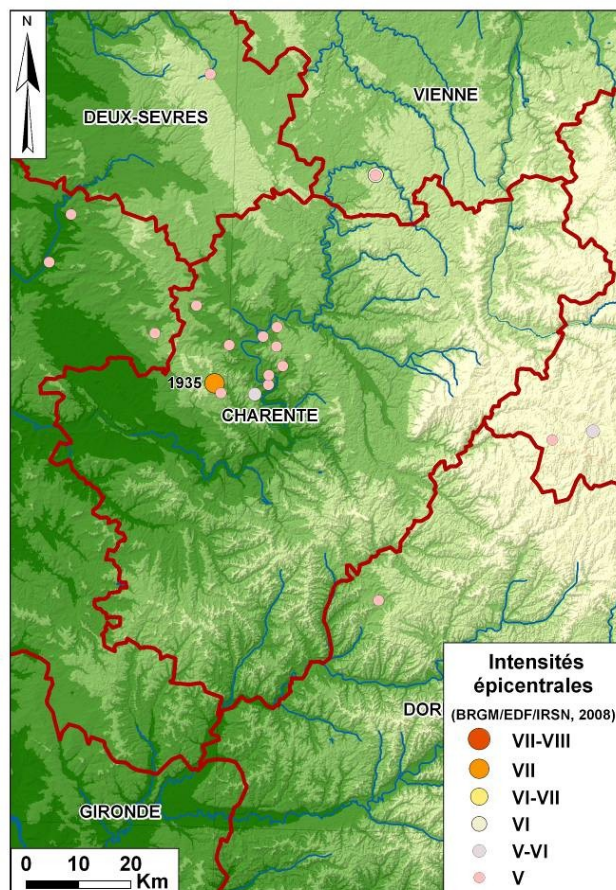 N
VIENNE
DEUX-SEVRES
1935
CHARENTE
DOR
GIRONDE
0 10 20
Km
Intensités
épicentrales
(BRGM/EDF/IRSN, 2008)
VII-VIII
VII
VI-VII
VI
V-VI
V